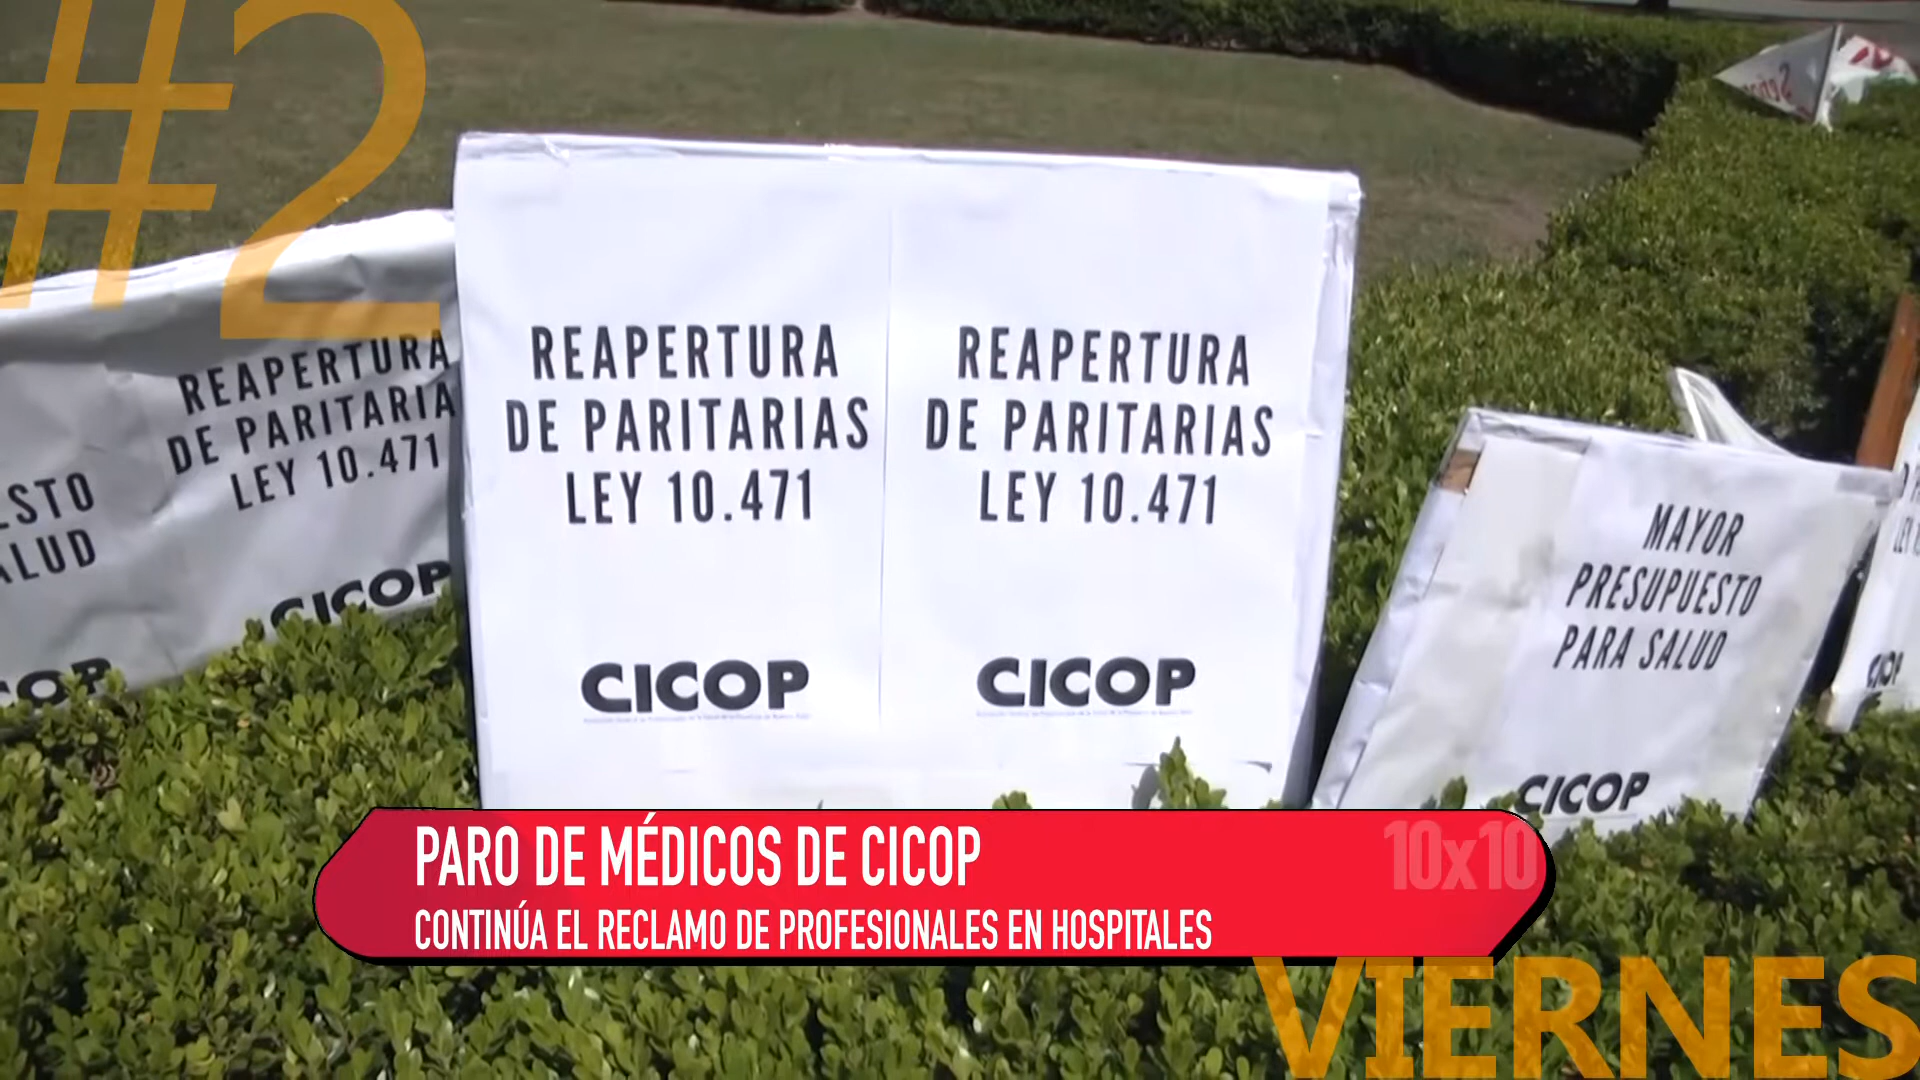 #2
REAPERTURA
DE PARITARIA
LEY 10.471
CICOP
REAPERTURA
DE PARITARIAS
LEY 10.471
CICOP
REAPERTURA
DE PARITARIAS
LEY 10.471
CICOP
MAYOR
PRESUPUESTO
PARA SALUD
CICOP
CICOP
PARO DE MÉDICOS DE CICOP
10x10
CONTINÚA EL RECLAMO DE PROFESIONALES EN HOSPITALES
VIERNES